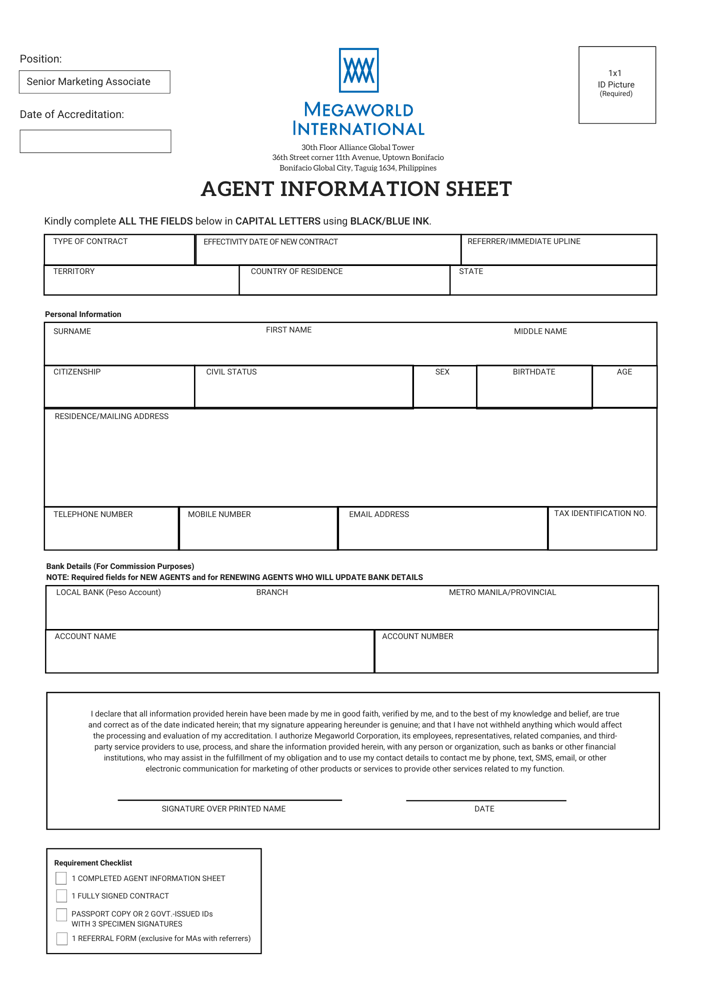 Position:
Senior Marketing Associate
Date of Accreditation:
MEGAWORLD
INTERNATIONAL
30th Floor Alliance Global Tower
36th Street corner 11th Avenue, Uptown Bonifacio
Bonifacio Global City, Taguig 1634, Philippines
1x1
ID Picture
(Required)
AGENT INFORMATION SHEET
Kindly complete ALL THE FIELDS below in CAPITAL LETTERS using BLACK/BLUE INK.
TYPE OF CONTRACT EFFECTIVITY DATE OF NEW CONTRACT REFERRER/IMMEDIATE UPLINE
TERRITORY COUNTRY OF RESIDENCE STATE
Personal Information
SURNAME FIRST NAME MIDDLE NAME
CITIZENSHIP CIVIL STATUS SEX BIRTHDATE AGE
RESIDENCE/MAILING ADDRESS
TELEPHONE NUMBER MOBILE NUMBER EMAIL ADDRESS TAX IDENTIFICATION NO.
Bank Details (For Commission Purposes)
NOTE: Required fields for NEW AGENTS and for RENEWING AGENTS WHO WILL UPDATE BANK DETAILS
LOCAL BANK (Peso Account) BRANCH METRO MANILA/PROVINCIAL
ACCOUNT NAME ACCOUNT NUMBER
I declare that all information provided herein have been made by me in good faith, verified by me, and to the best of my knowledge and belief, are true
and correct as of the date indicated herein; that my signature appearing hereunder is genuine; and that I have not withheld anything which would affect
the processing and evaluation of my accreditation. I authorize Megaworld Corporation, its employees, representatives, related companies, and third-
party service providers to use, process, and share the information provided herein, with any person or organization, such as banks or other financial
institutions, who may assist in the fulfillment of my obligation and to use my contact details to contact me by phone, text, SMS, email, or other
electronic communication for marketing of other products or services to provide other services related to my function.
SIGNATURE OVER PRINTED NAME DATE
Requirement Checklist
1 COMPLETED AGENT INFORMATION SHEET
1 FULLY SIGNED CONTRACT
PASSPORT COPY OR 2 GOVT.-ISSUED IDs
WITH 3 SPECIMEN SIGNATURES
1 REFERRAL FORM (exclusive for MAs with referrers)